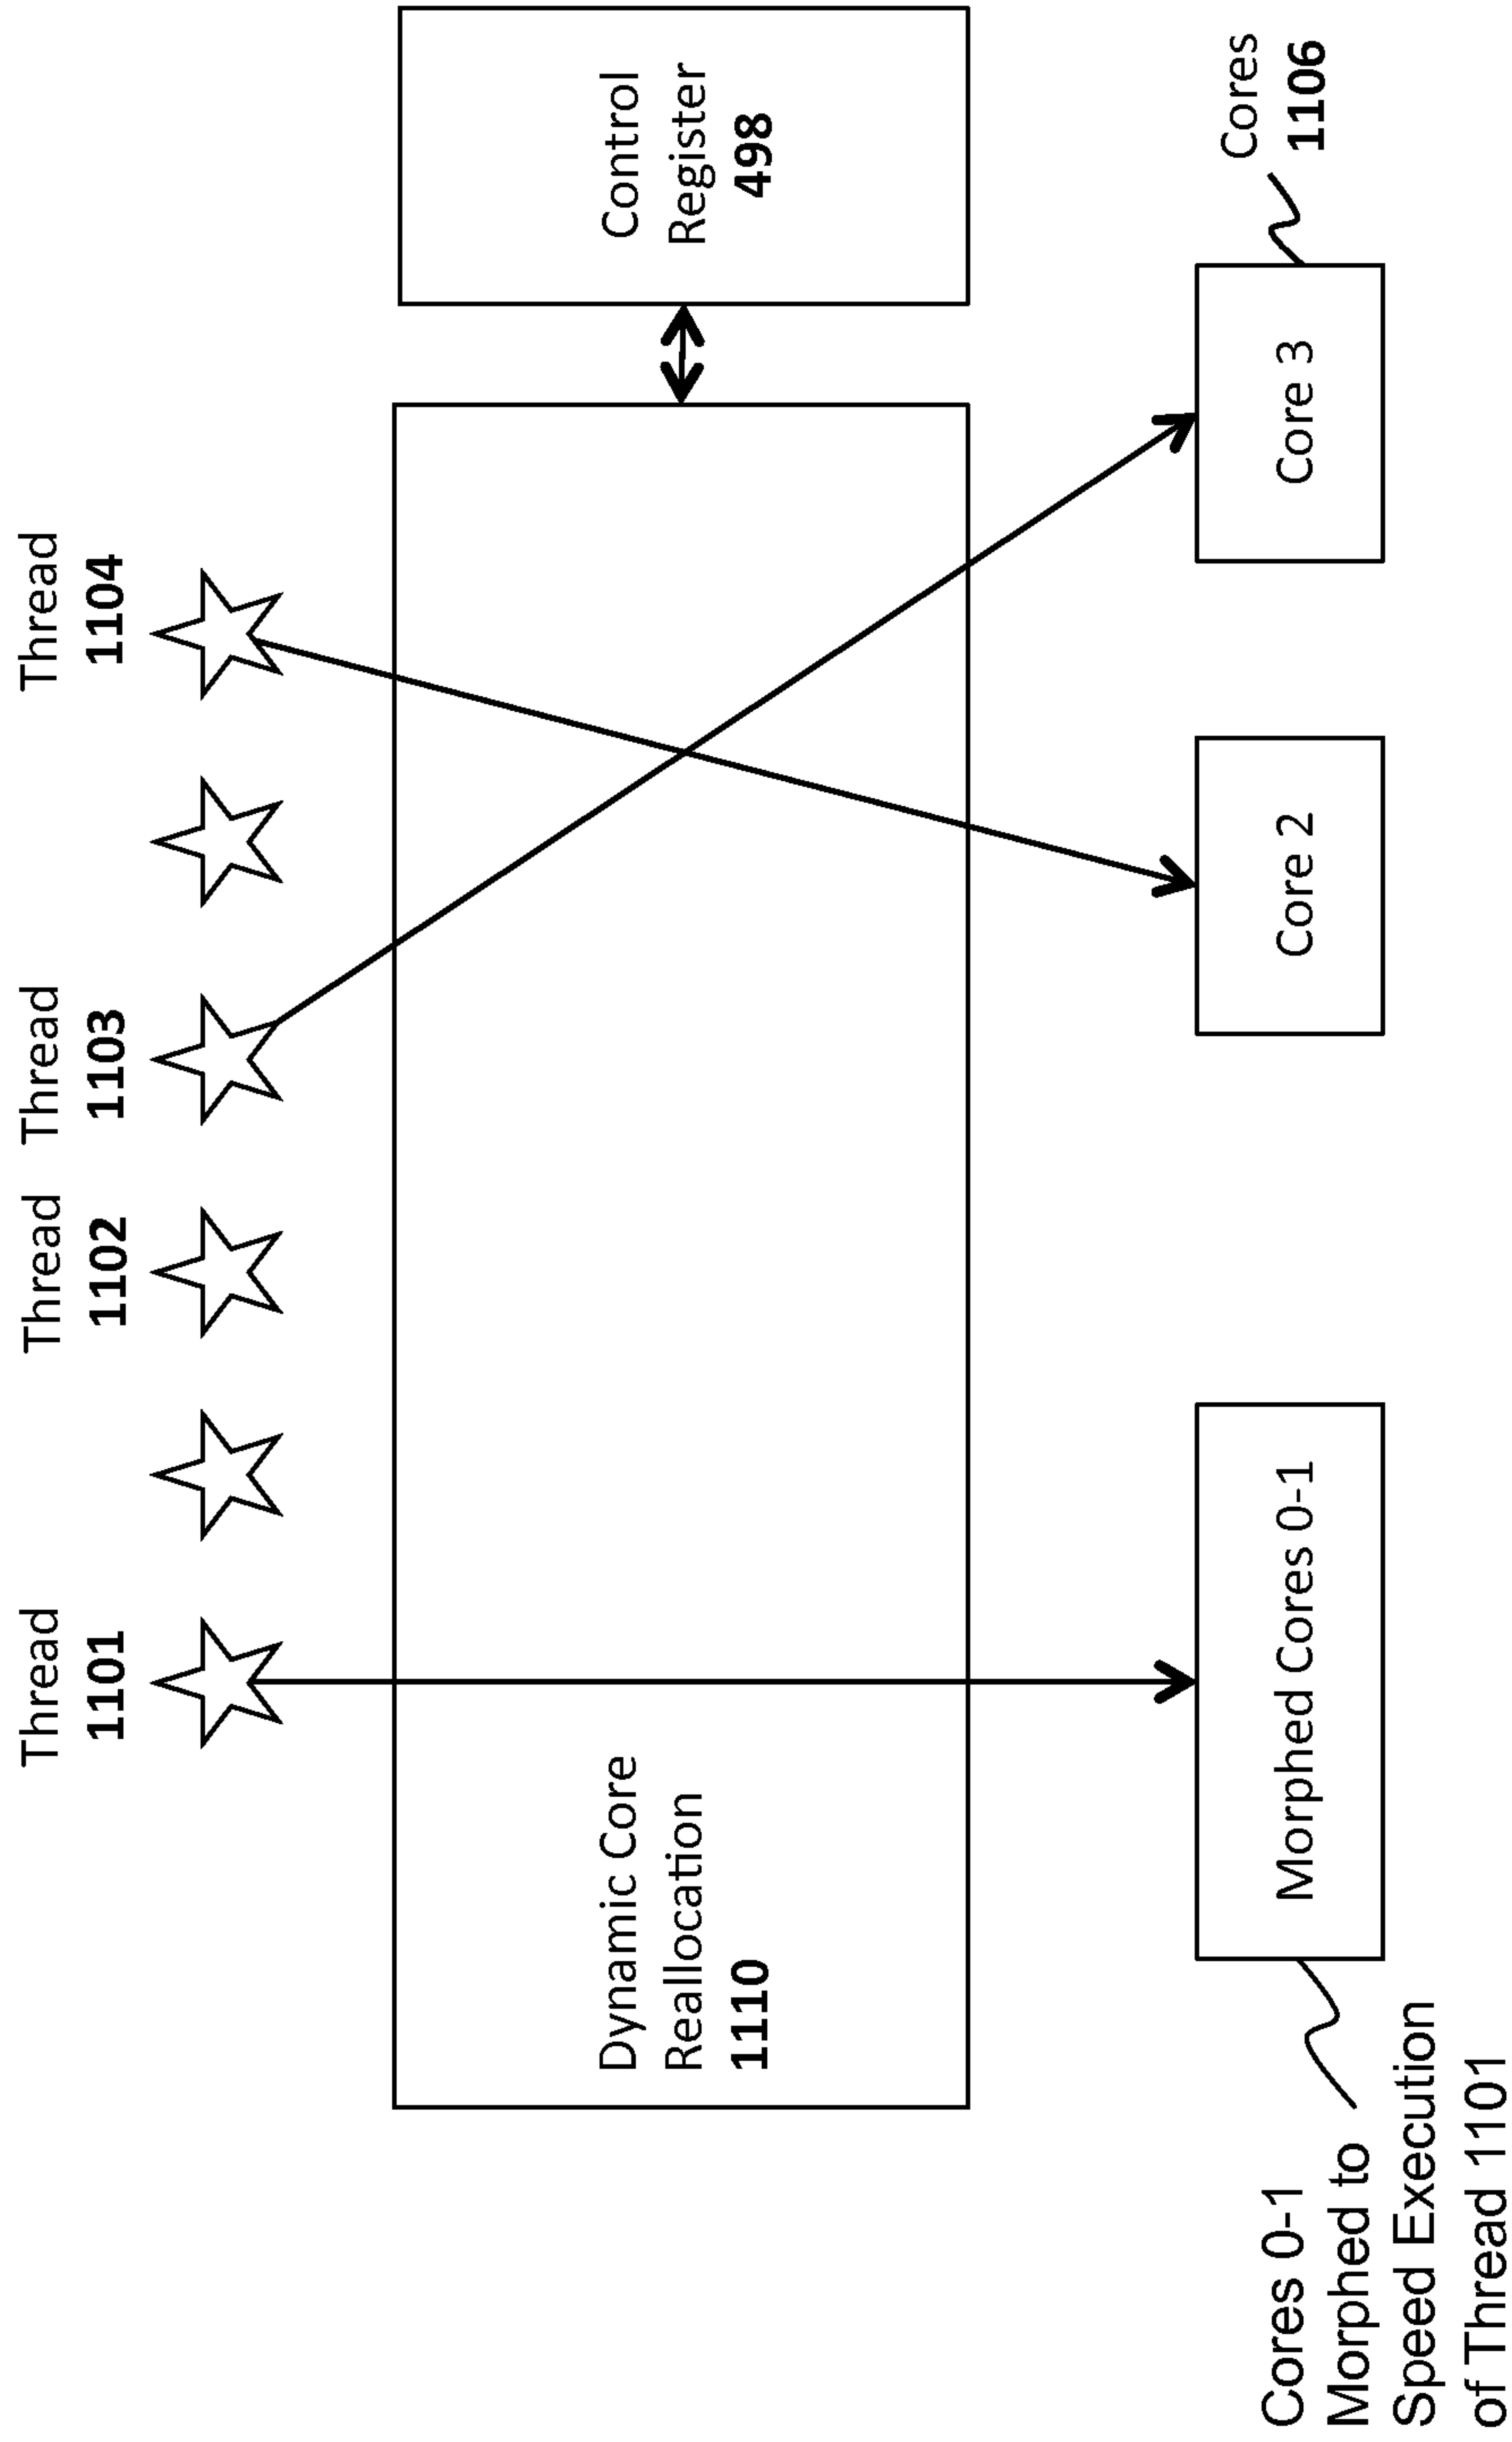 Thread
1101
Thread
1102
Thread
1103
Thread
1104
Dynamic Core
Reallocation
1110
Control
Register
498
Morphed Cores 0-1
Core 2
Core 3
Cores
1106
Cores 0-1
Morphed to
Speed Execution
of Thread 1101